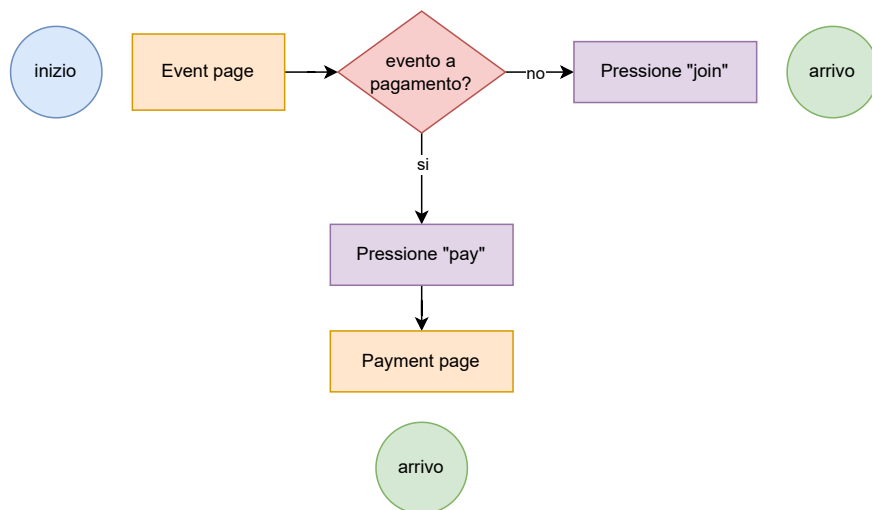 inizio
Event page
evento a
pagamento?
no
Pressione "join"
arrivo
si
Pressione "pay"
Payment page
arrivo